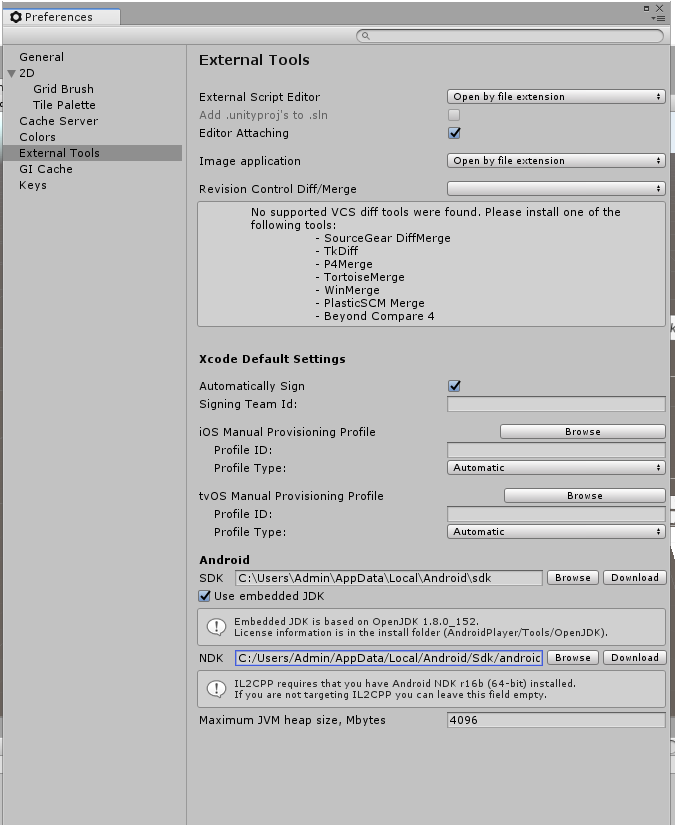 Preferences
General
2D
Grid Brush
Tile Palette
Cache Server
Colors
External Tools
GI Cache
Keys
External Tools
External Script Editor Open by file extension
Add .unityproj's to .sln
Editor Attaching
Image application Open by file extension
Revision Control Diff/Merge
No supported VCS diff tools were found. Please install one of the
following tools:
- SourceGear DiffMerge
- TkDiff
- P4Merge
- TortoiseMerge
- WinMerge
- PlasticSCM Merge
- Beyond Compare 4
Xcode Default Settings
Automatically Sign
Signing Team Id:
iOS Manual Provisioning Profile Browse
Profile ID:
Profile Type: Automatic
tvOS Manual Provisioning Profile Browse
Profile ID:
Profile Type: Automatic
Android
SDK C:\Users\Admin\AppData\Local\Android\sdk Browse Download
Use embedded JDK
Embedded JDK is based on OpenJDK 1.8.0_152.
License information is in the install folder (AndroidPlayer/Tools/OpenJDK).
NDK C:/Users/Admin/AppData/Local/Android/Sdk/android Browse Download
IL2CPP requires that you have Android NDK r16b (64-bit) installed.
If you are not targeting IL2CPP you can leave this field empty.
Maximum JVM heap size, Mbytes 4096